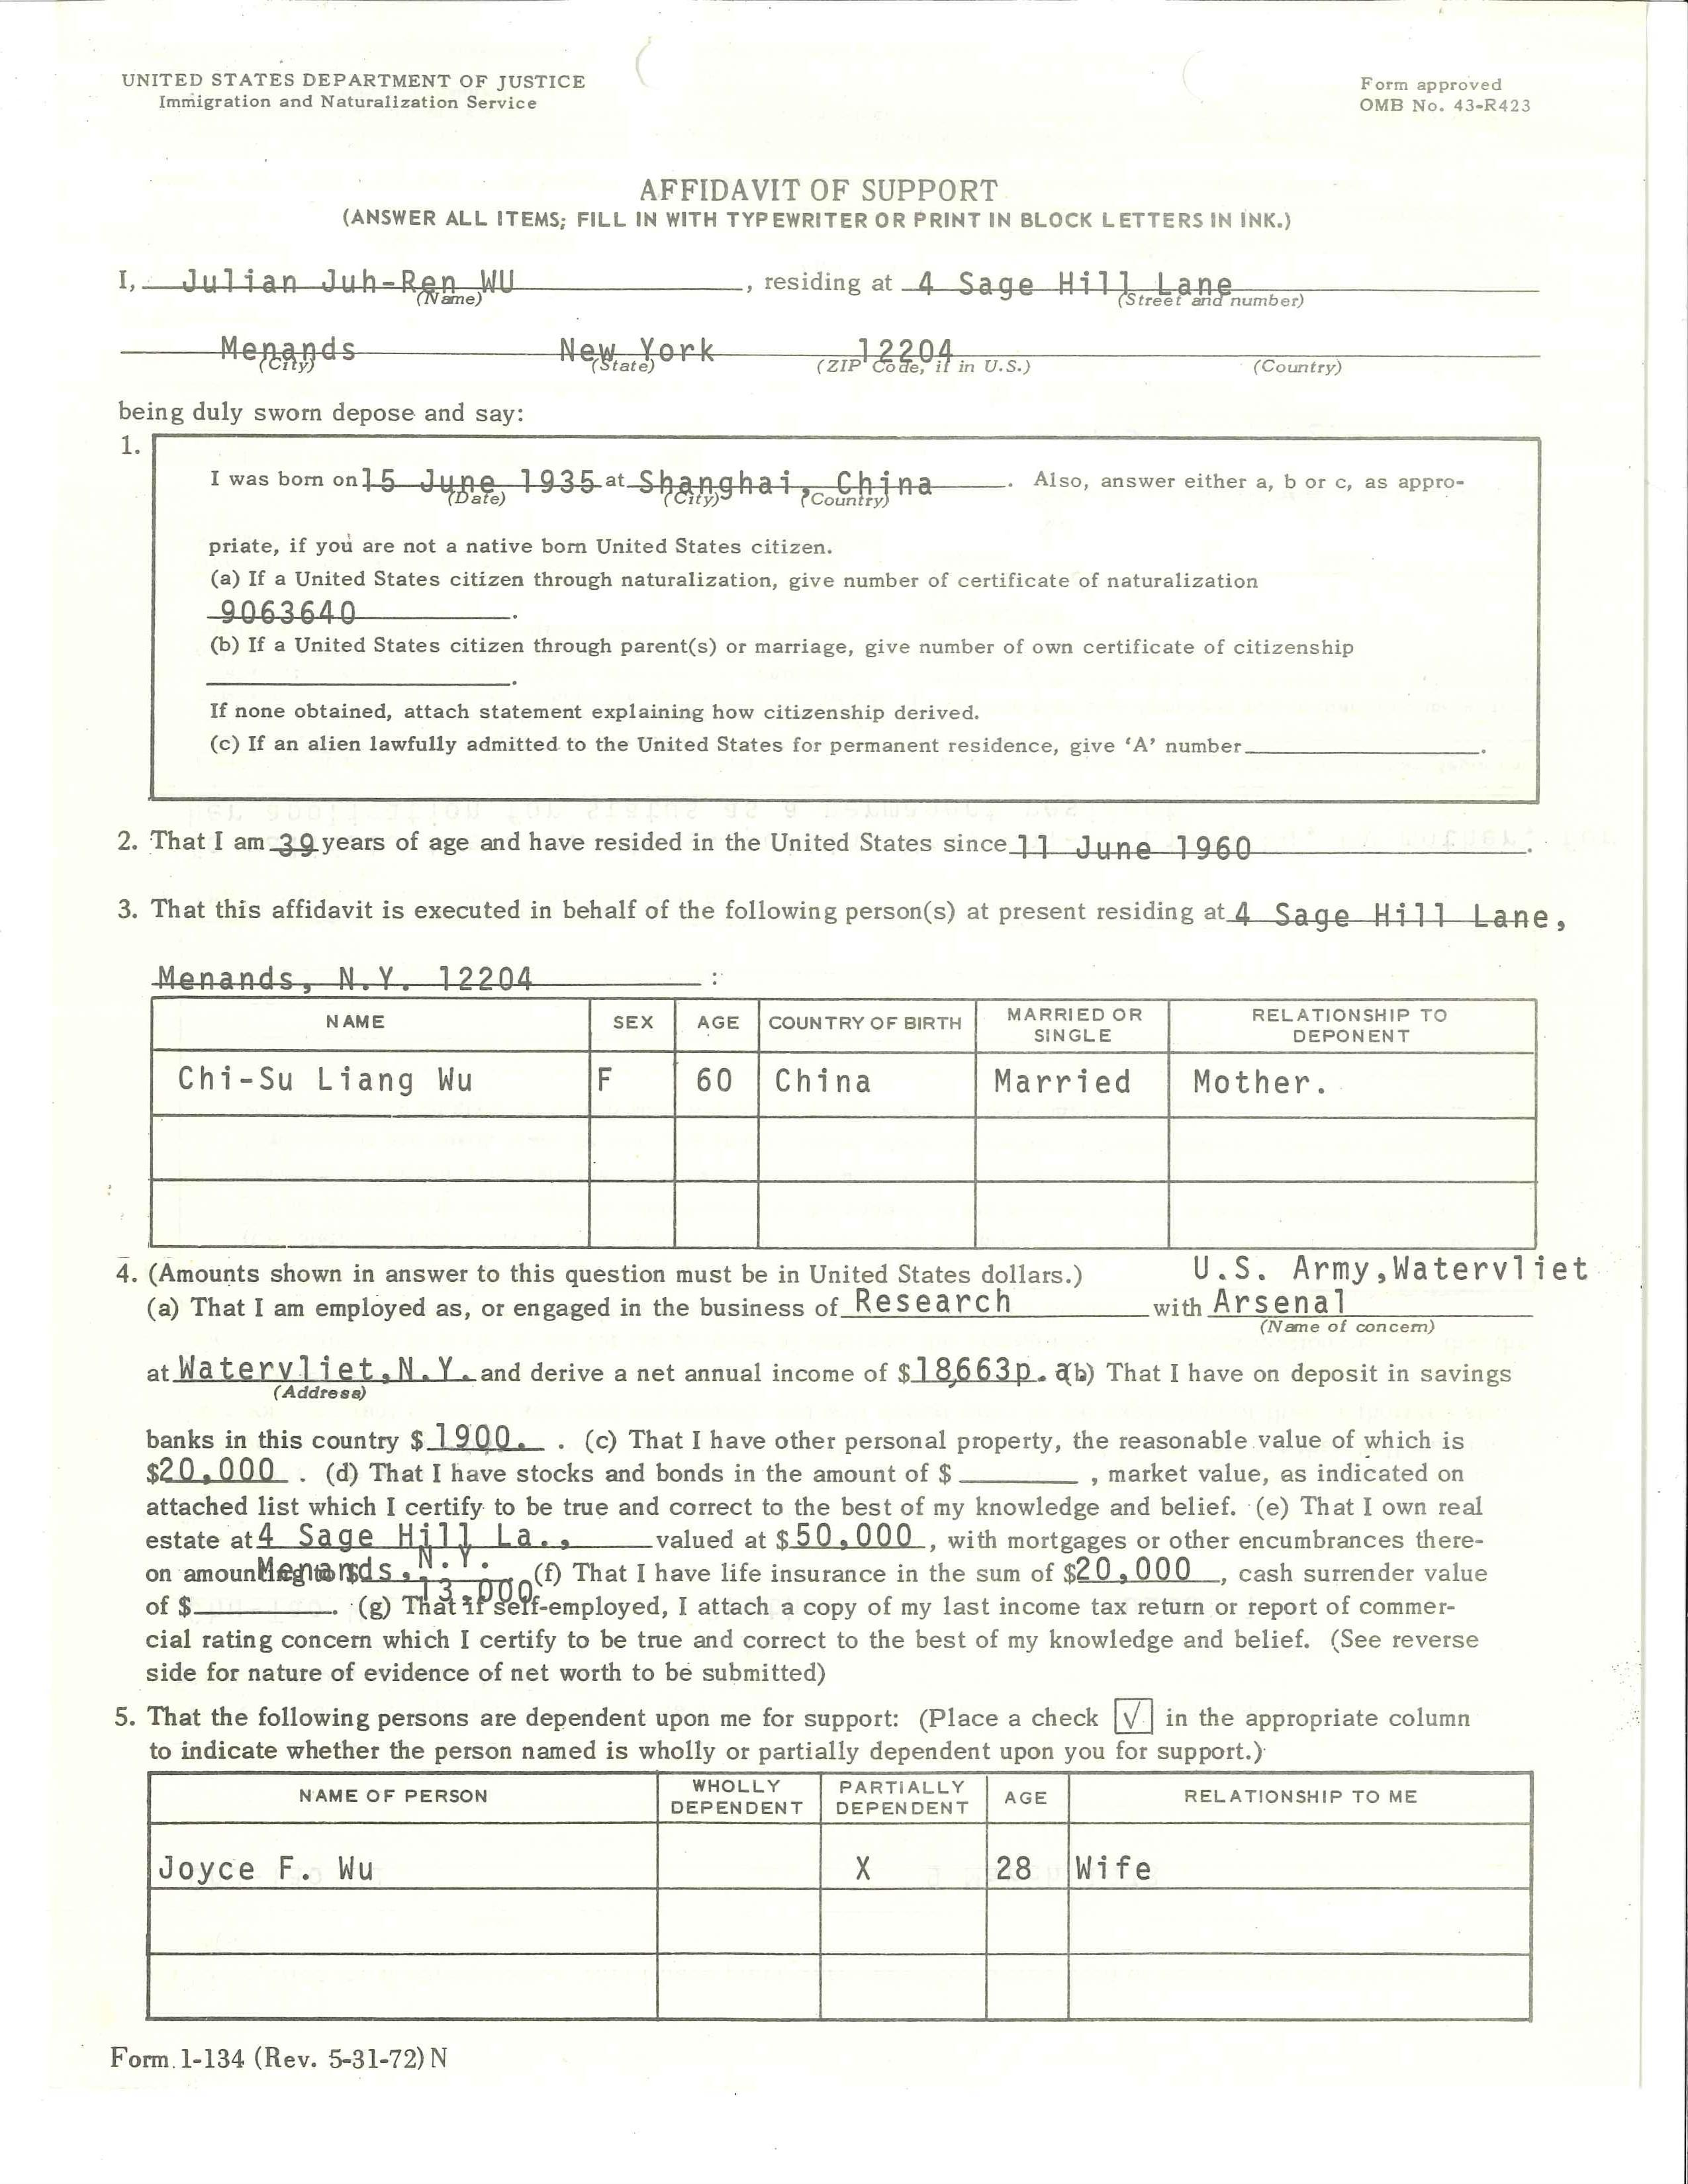 UNITED STATES DEPARTMENT OF JUSTICE
Immigration and Naturalization Service
Form approved
OMB No. 43-R423
AFFIDAVIT OF SUPPORT
(ANSWER ALL ITEMS; FILL IN WITH TYPEWRITER OR PRINT IN BLOCK LETTERS IN INK.)
I, Julian Juh-Ren WU, residing at 4 Sage Hill Lane
(Name) (Street and number)
Menands New York 12204
(City) (State) (ZIP Code, if in U.S.) (Country)
being duly sworn depose and say:
1.
I was born on 15 June 1935 at Shanghai, China. Also, answer either a, b or c, as appro-
(Date) (City) (Country)
priate, if you are not a native born United States citizen.
(a) If a United States citizen through naturalization, give number of certificate of naturalization
9063640.
(b) If a United States citizen through parent(s) or marriage, give number of own certificate of citizenship
If none obtained, attach statement explaining how citizenship derived.
(c) If an alien lawfully admitted to the United States for permanent residence, give 'A' number.
2. That I am 39 years of age and have resided in the United States since 11 June 1960.
3. That this affidavit is executed in behalf of the following person(s) at present residing at 4 Sage Hill Lane,
Menands, N.Y. 12204 :
NAME SEX AGE COUNTRY OF BIRTH MARRIED OR SINGLE RELATIONSHIP TO DEPONENT
Chi-Su Liang Wu F 60 China Married Mother.
4. (Amounts shown in answer to this question must be in United States dollars.) U.S. Army,Watervliet
(a) That I am employed as, or engaged in the business of Research with Arsenal
(Name of concern)
at Watervliet,N.Y. and derive a net annual income of $18,663p.a(b) That I have on deposit in savings
(Address)
banks in this country $ 1900. . (c) That I have other personal property, the reasonable value of which is
$20,000 . (d) That I have stocks and bonds in the amount of $ , market value, as indicated on
attached list which I certify to be true and correct to the best of my knowledge and belief. (e) That I own real
estate at 4 Sage Hill La., valued at $50,000, with mortgages or other encumbrances there-
on amounting to $ Menands, N.Y. 13,000. (f) That I have life insurance in the sum of $20,000, cash surrender value
of $ . (g) That if self-employed, I attach a copy of my last income tax return or report of commer-
cial rating concern which I certify to be true and correct to the best of my knowledge and belief. (See reverse
side for nature of evidence of net worth to be submitted)
5. That the following persons are dependent upon me for support: (Place a check √ in the appropriate column
to indicate whether the person named is wholly or partially dependent upon you for support.)
NAME OF PERSON WHOLLY DEPENDENT PARTIALLY DEPENDENT AGE RELATIONSHIP TO ME
Joyce F. Wu X 28 Wife
Form I-134 (Rev. 5-31-72) N